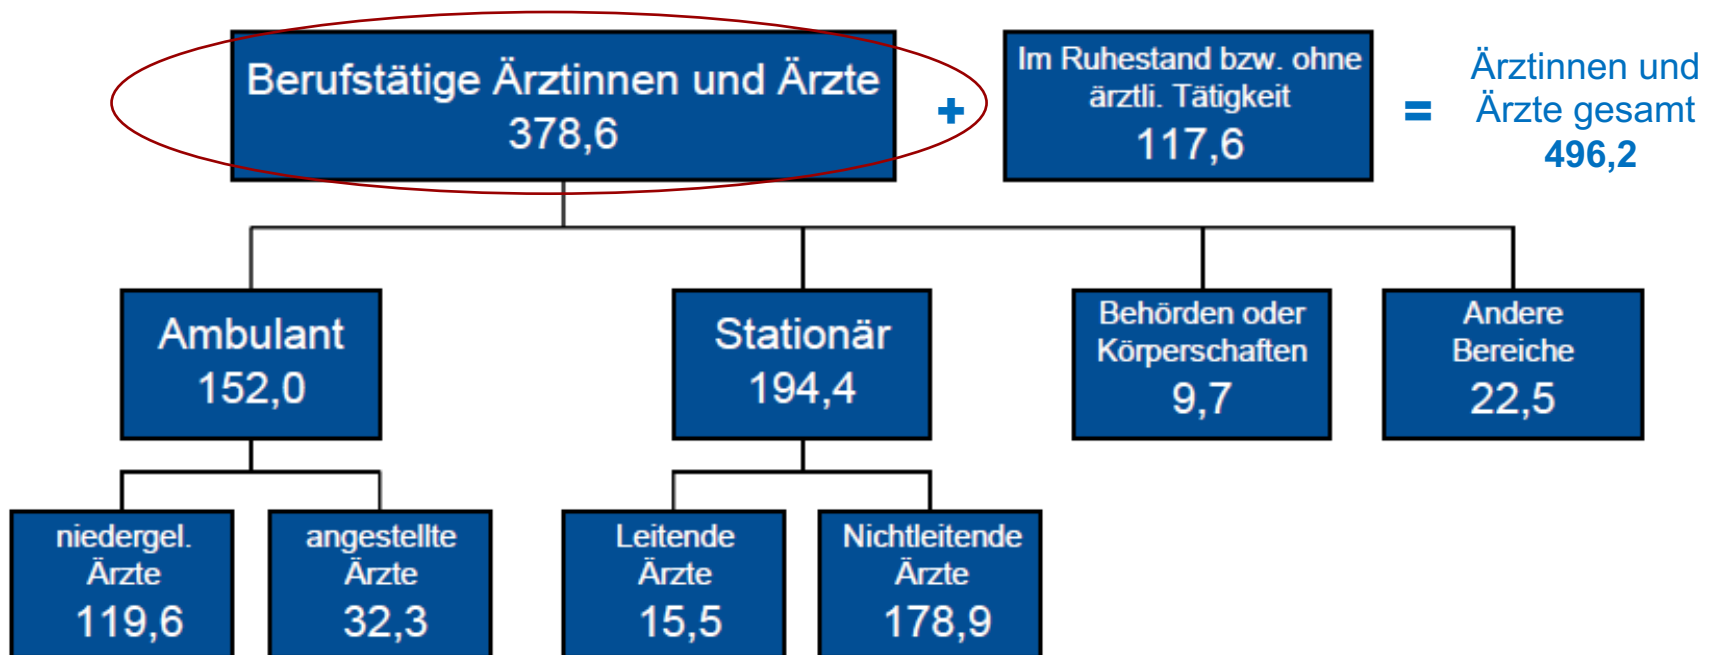 Berufstätige Ärztinnen und Ärzte
378,6
+
Im Ruhestand bzw. ohne
ärztli. Tätigkeit
117,6
=
Ärztinnen und
Ärzte gesamt
496,2
Ambulant
152,0
Stationär
194,4
Behörden oder
Körperschaften
9,7
Andere
Bereiche
22,5
niedergel.
Ärzte
119,6
angestellte
Ärzte
32,3
Leitende
Ärzte
15,5
Nichtleitende
Ärzte
178,9